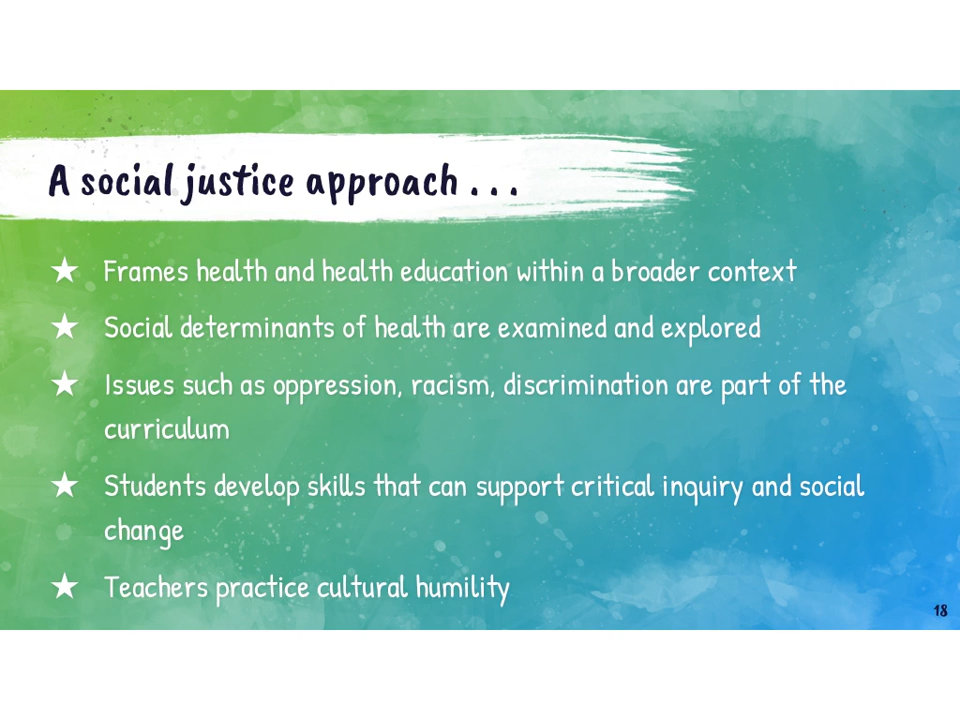 A social justice approach . . .
★ Frames health and health education within a broader context
★ Social determinants of health are examined and explored
★ Issues such as oppression, racism, discrimination are part of the
curriculum
★ Students develop skills that can support critical inquiry and social
change
★ Teachers practice cultural humility
18